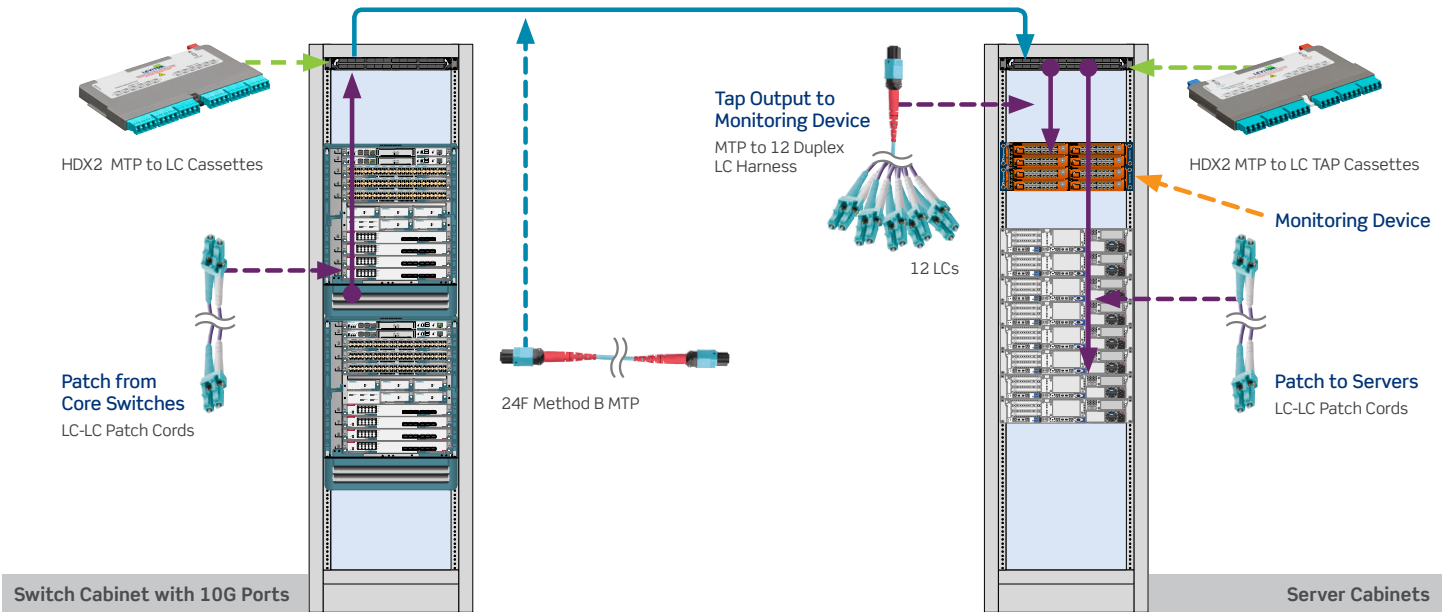 HDX2 MTP to LC Cassettes
Patch from
Core Switches
LC-LC Patch Cords
24F Method B MTP
Tap Output to
Monitoring Device
MTP to 12 Duplex
LC Harness
12 LCs
HDX2 MTP to LC TAP Cassettes
Monitoring Device
Patch to Servers
LC-LC Patch Cords
Switch Cabinet with 10G Ports
Server Cabinets